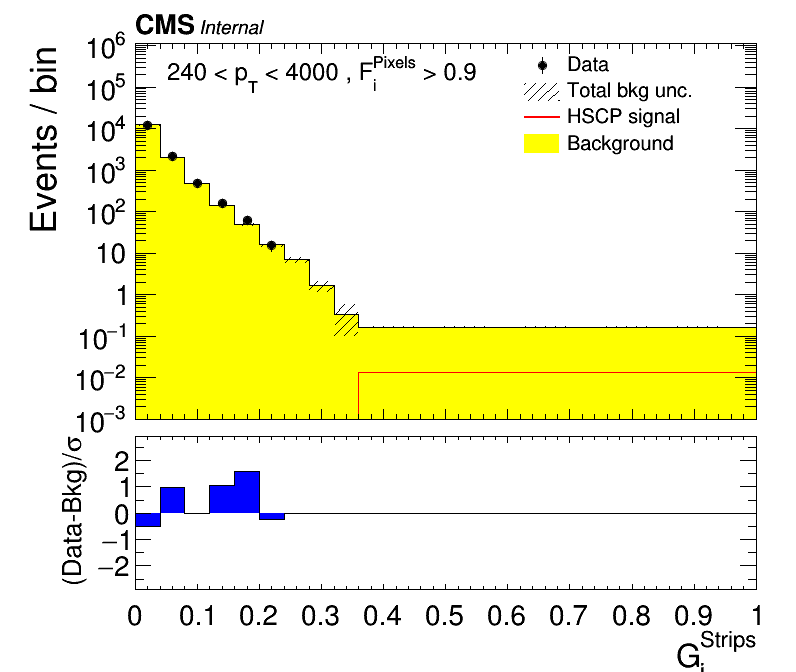 CMS Internal
240 < p_T < 4000 , F_i^Pixels > 0.9
Data
Total bkg unc.
HSCP signal
Background
Events / bin
10^6
10^5
10^4
10^3
10^2
10
1
10^−1
10^−2
10^−3
(Data-Bkg)/σ
2
1
0
−1
−2
0 0.1 0.2 0.3 0.4 0.5 0.6 0.7 0.8 0.9 1
G_i^Strips